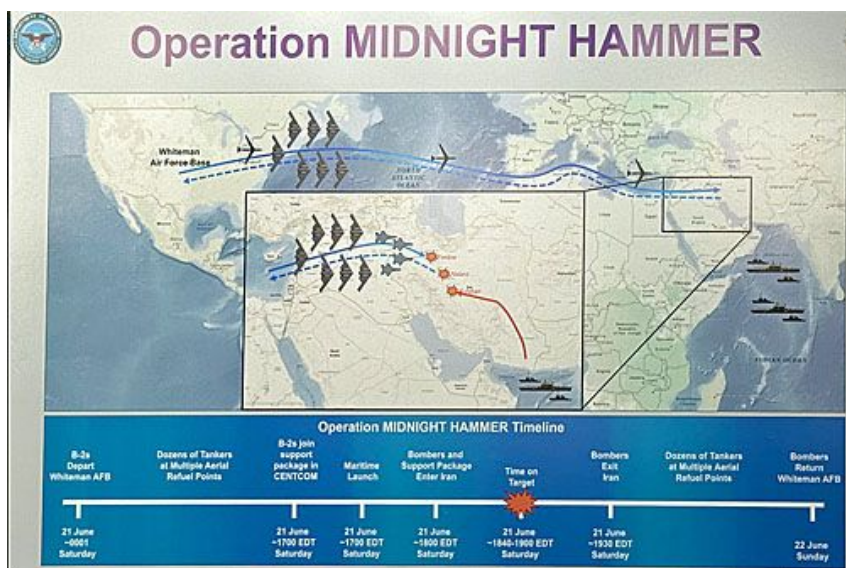 Operation MIDNIGHT HAMMER
Whiteman
Air Force Base
NORTH
ATLANTIC
OCEAN
INDIAN OCEAN
Operation MIDNIGHT HAMMER Timeline
B-2s
Depart
Whiteman AFB
Dozens of Tankers
at Multiple Aerial
Refuel Points
B-2s join
support
package in
CENTCOM
Maritime
Launch
Bombers and
Support Package
Enter Iran
Time on
Target
Bombers
Exit
Iran
Dozens of Tankers
at Multiple Aerial
Refuel Points
Bombers
Return
Whiteman AFB
21 June
~0001
Saturday
21 June
~1700 EDT
Saturday
21 June
~1700 EDT
Saturday
21 June
~1800 EDT
Saturday
21 June
~1840-1900 EDT
Saturday
21 June
~1930 EDT
Saturday
22 June
Sunday